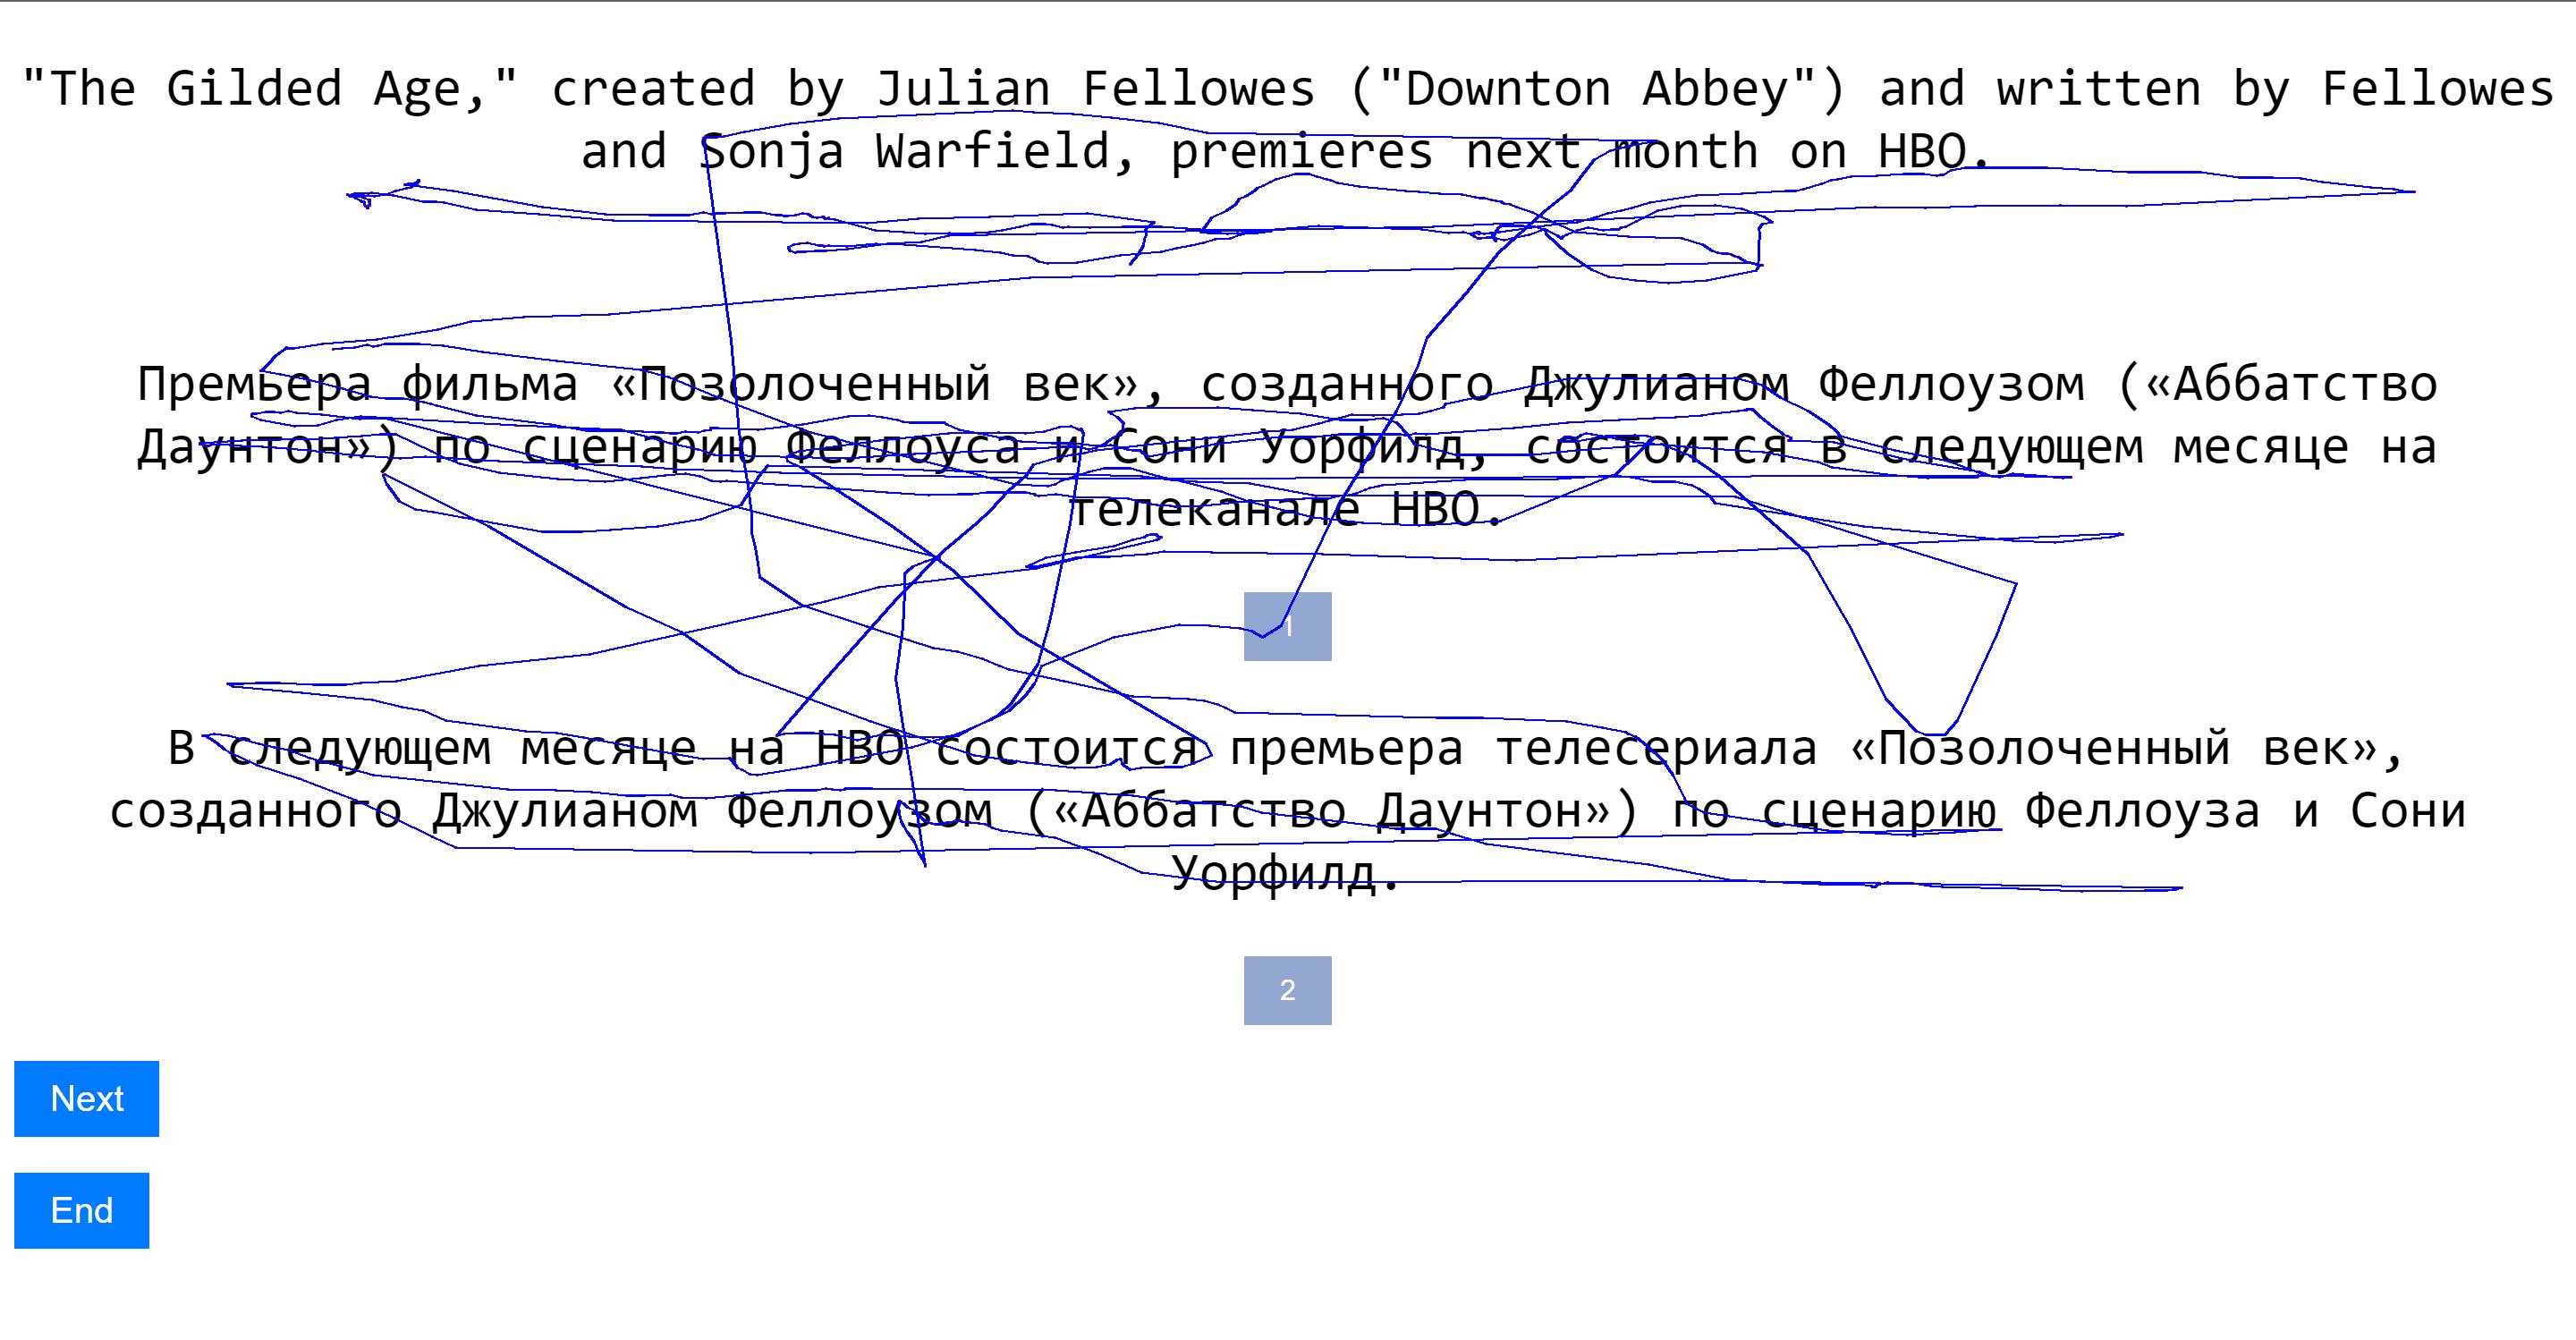 "The Gilded Age," created by Julian Fellowes ("Downton Abbey") and written by Fellowes
and Sonja Warfield, premieres next month on HBO.
Премьера фильма «Позолоченный век», созданного Джулианом Феллоузом («Аббатство
Даунтон») по сценарию Феллоуса и Сони Уорфилд, состоится в следующем месяце на
телеканале HBO.
1
В следующем месяце на HBO состоится премьера телесериала «Позолоченный век»,
созданного Джулианом Феллоузом («Аббатство Даунтон») по сценарию Феллоуза и Сони
Уорфилд.
2
Next
End